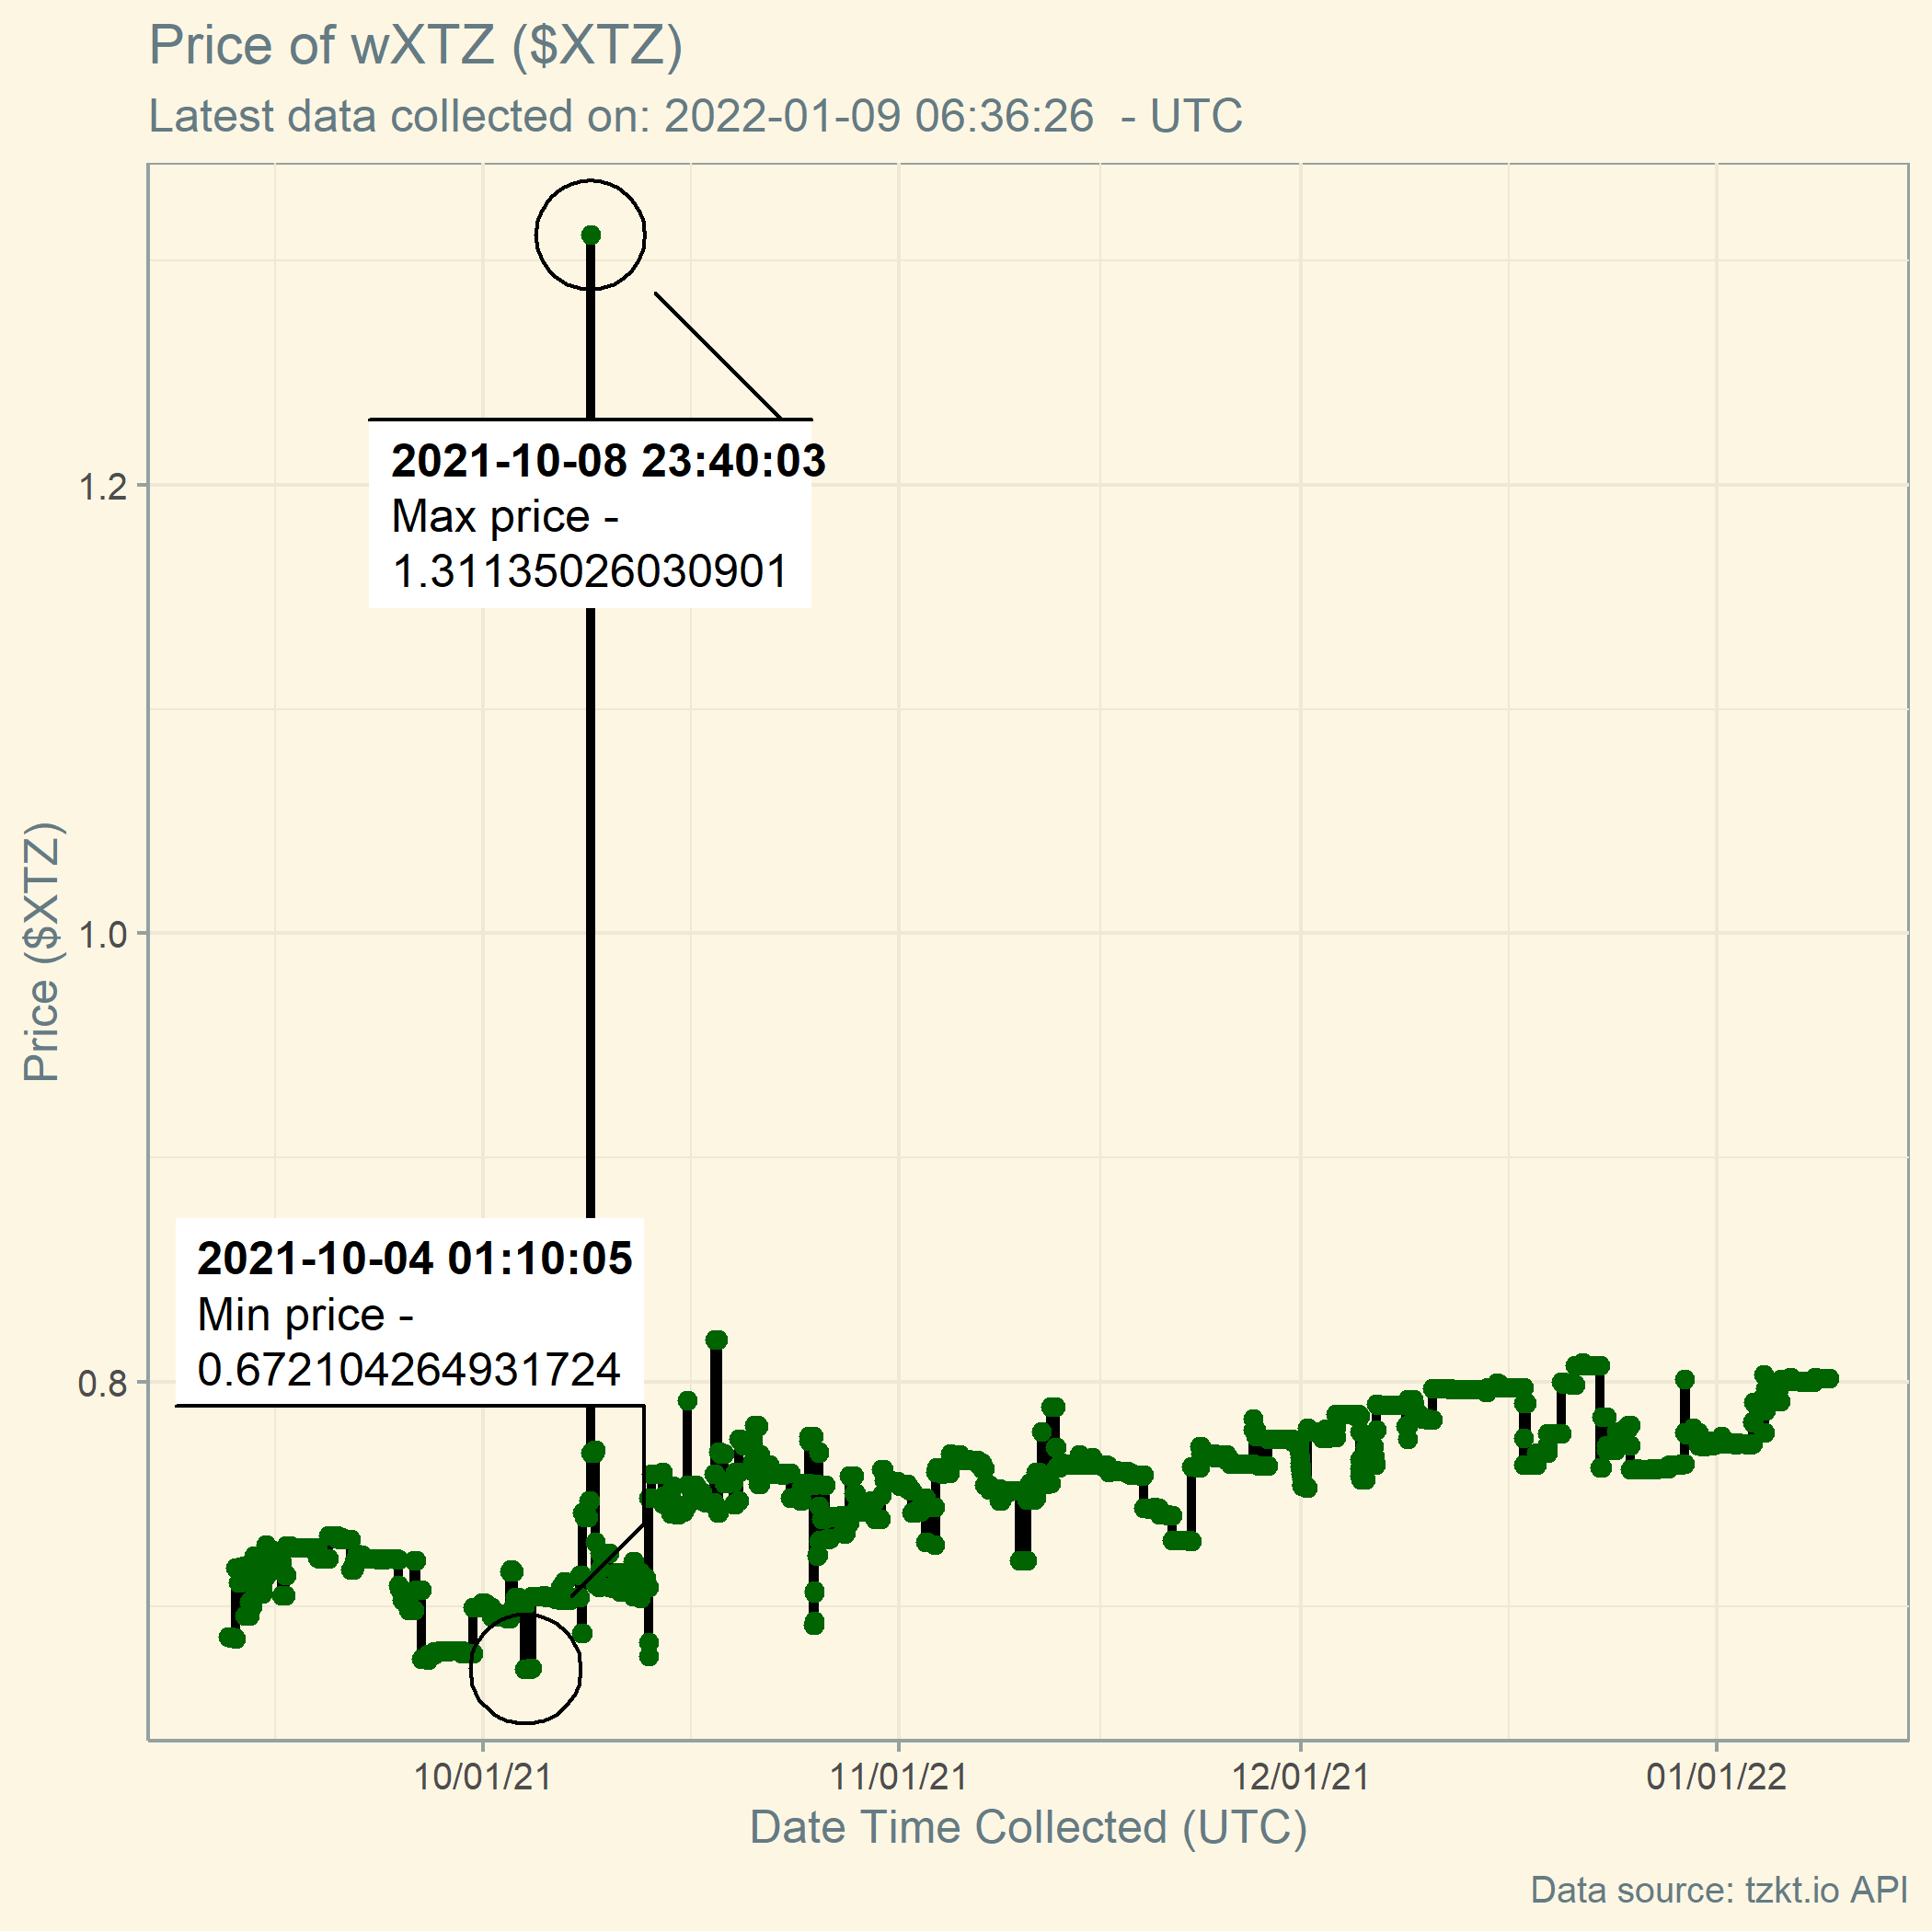 Price of wXTZ ($XTZ)
Latest data collected on: 2022-01-09 06:36:26  - UTC
2021-10-08 23:40:03
Max price -
1.31135026030901
1.2
1.0
Price ($XTZ)
2021-10-04 01:10:05
Min price -
0.672104264931724
0.8
10/01/21
11/01/21
12/01/21
01/01/22
Date Time Collected (UTC)
Data source: tzkt.io API